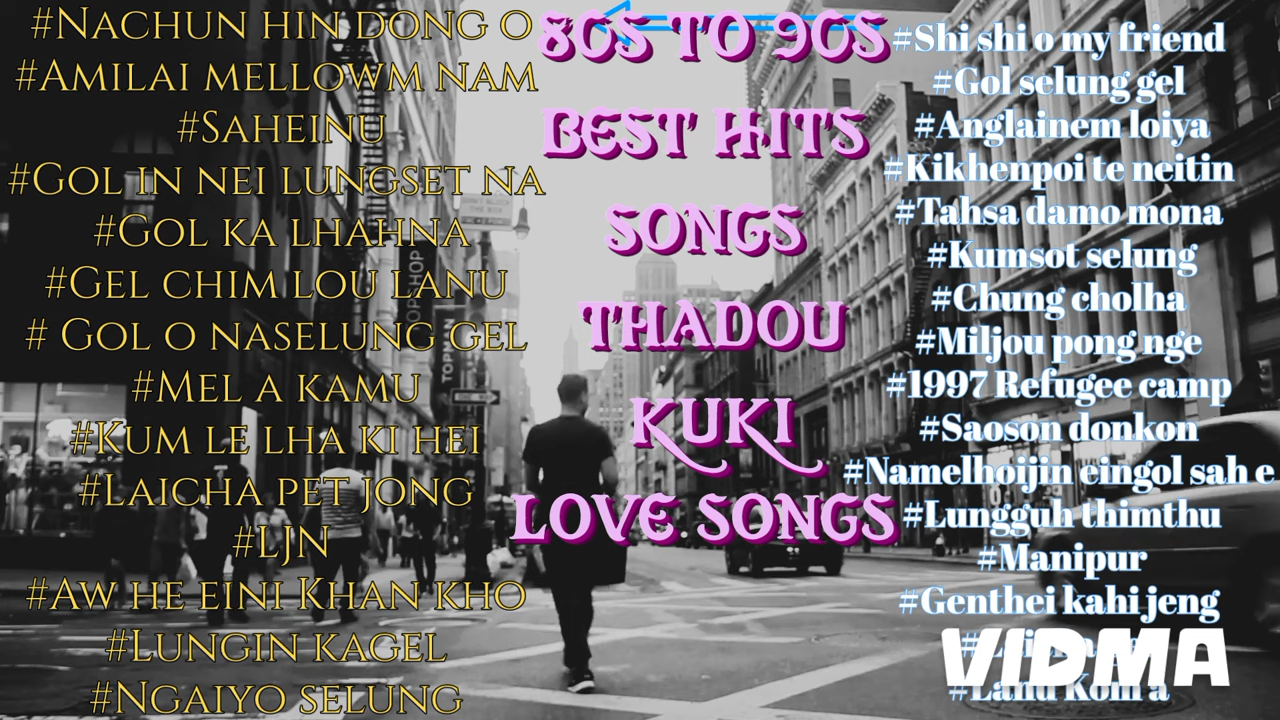 #Nachun hin dong o
#Amilai mellowm nam
#Saheinu
#Gol in nei lungset na
#Gol ka lhahna
#Gel chim lou lanu
# Gol o naselung gel
#Mel a kamu
#Kum le lha ki hei
#Laicha pet jong
#LJN
#Aw he eini Khan kho
#Lungin kagel
#Ngaiyo selung
80S TO 90S
BEST HITS
SONGS
THADOU
KUKI
LOVE SONGS
#Shi shi o my friend
#Gol selung gel
#Anglainem loiya
#Kikhenpoi te neitin
#Tahsa damo mona
#Kumsot selung
#Chung cholha
#Miljou pong nge
#1997 Refugee camp
#Saoson donkon
#Namelhoijin eingol sah e
#Lungguh thimthu
#Manipur
#Genthei kahi jeng
#Lanu Kom a
VIDMA
TOPMAN
TOPSHOP